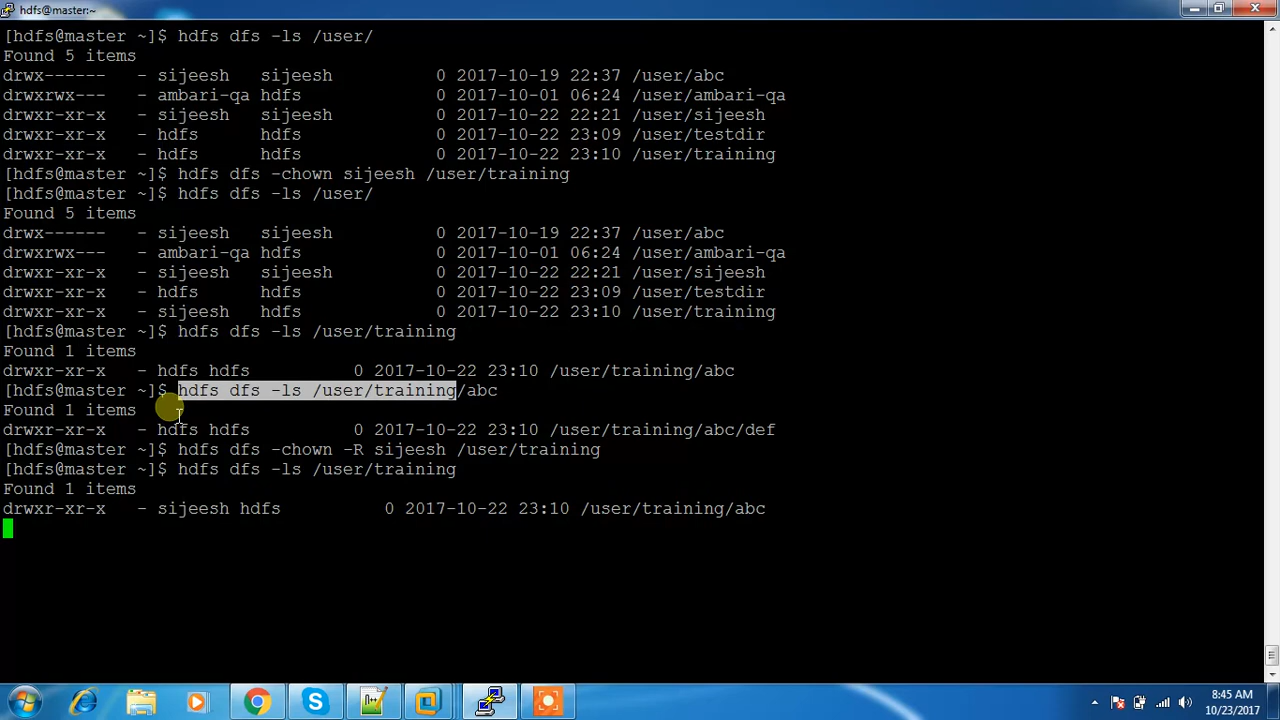 hdfs@master:~
[hdfs@master ~]$ hdfs dfs -ls /user/
Found 5 items
drwx------   - sijeesh   sijeesh          0 2017-10-19 22:37 /user/abc
drwxrwx---   - ambari-qa hdfs             0 2017-10-01 06:24 /user/ambari-qa
drwxr-xr-x   - sijeesh   sijeesh          0 2017-10-22 22:21 /user/sijeesh
drwxr-xr-x   - hdfs      hdfs             0 2017-10-22 23:09 /user/testdir
drwxr-xr-x   - hdfs      hdfs             0 2017-10-22 23:10 /user/training
[hdfs@master ~]$ hdfs dfs -chown sijeesh /user/training
[hdfs@master ~]$ hdfs dfs -ls /user/
Found 5 items
drwx------   - sijeesh   sijeesh          0 2017-10-19 22:37 /user/abc
drwxrwx---   - ambari-qa hdfs             0 2017-10-01 06:24 /user/ambari-qa
drwxr-xr-x   - sijeesh   sijeesh          0 2017-10-22 22:21 /user/sijeesh
drwxr-xr-x   - hdfs      hdfs             0 2017-10-22 23:09 /user/testdir
drwxr-xr-x   - sijeesh   hdfs             0 2017-10-22 23:10 /user/training
[hdfs@master ~]$ hdfs dfs -ls /user/training
Found 1 items
drwxr-xr-x   - hdfs hdfs          0 2017-10-22 23:10 /user/training/abc
[hdfs@master ~]$ hdfs dfs -ls /user/training/abc
Found 1 items
drwxr-xr-x   - hdfs hdfs          0 2017-10-22 23:10 /user/training/abc/def
[hdfs@master ~]$ hdfs dfs -chown -R sijeesh /user/training
[hdfs@master ~]$ hdfs dfs -ls /user/training
Found 1 items
drwxr-xr-x   - sijeesh hdfs          0 2017-10-22 23:10 /user/training/abc
8:45 AM
10/23/2017